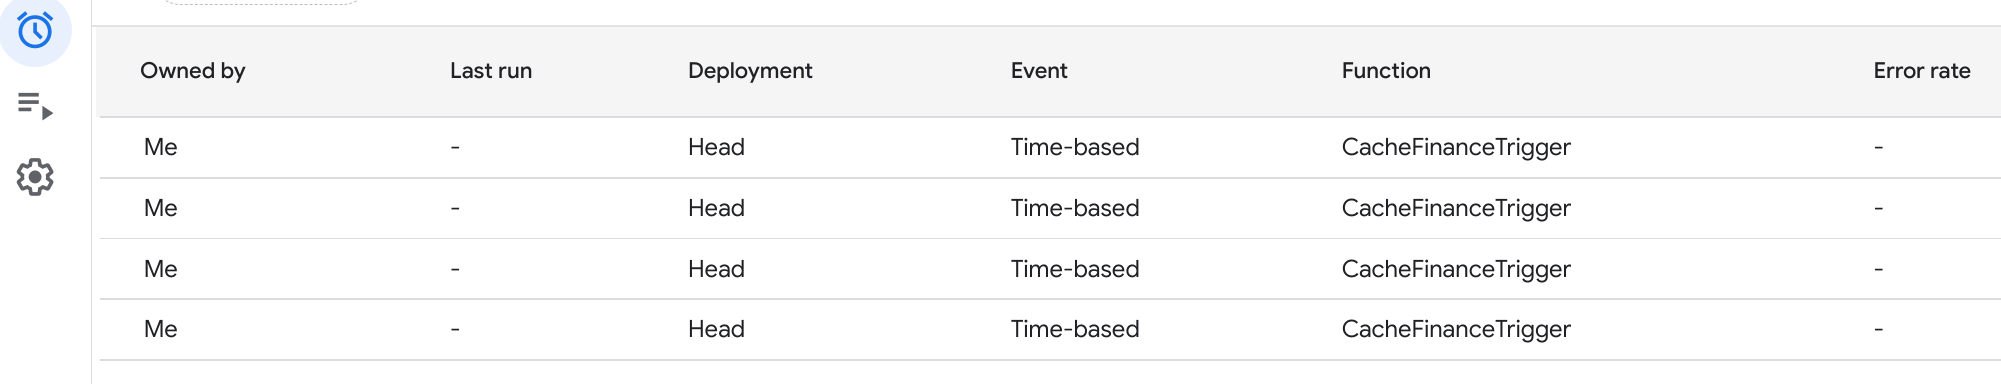 Owned by Last run Deployment Event Function Error rate
Me - Head Time-based CacheFinanceTrigger -
Me - Head Time-based CacheFinanceTrigger -
Me - Head Time-based CacheFinanceTrigger -
Me - Head Time-based CacheFinanceTrigger -